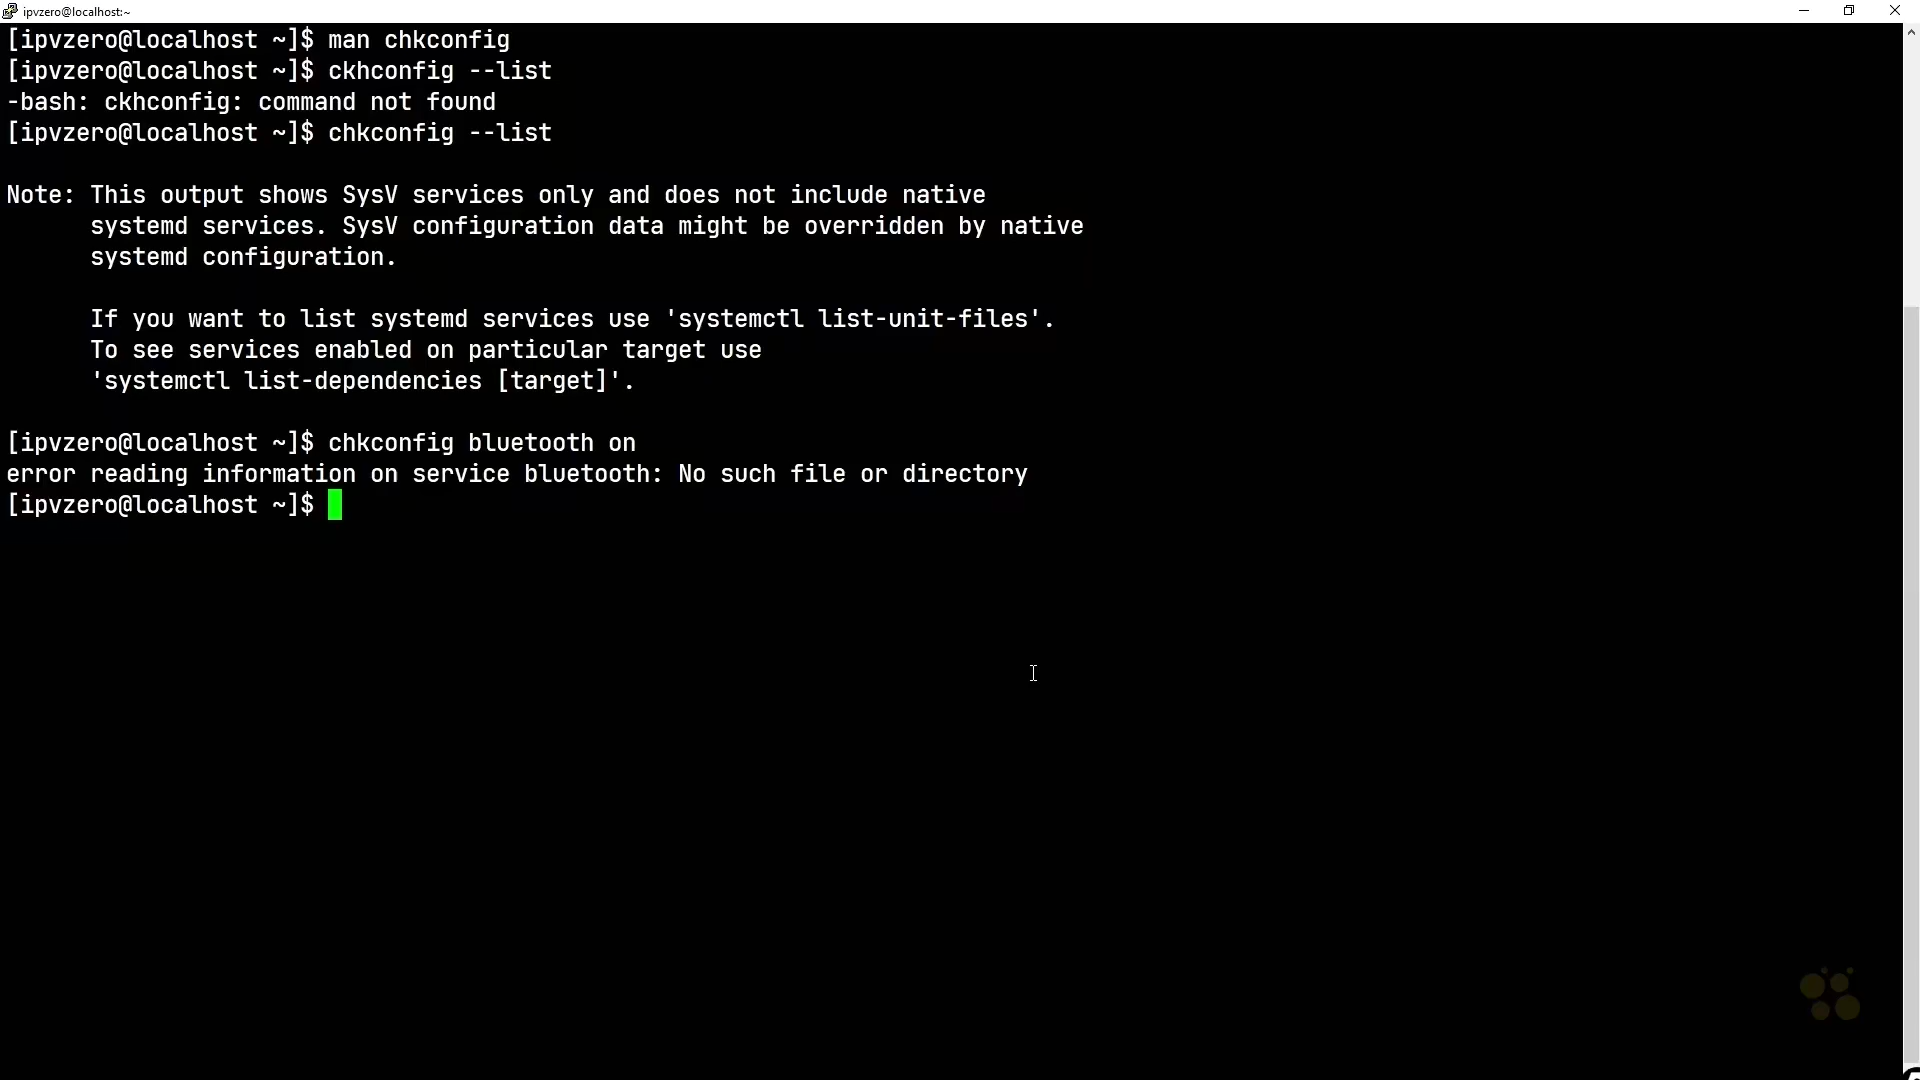 ipvzero@localhost:~
[ipvzero@localhost ~]$ man chkconfig
[ipvzero@localhost ~]$ ckhconfig --list
-bash: ckhconfig: command not found
[ipvzero@localhost ~]$ chkconfig --list
Note: This output shows SysV services only and does not include native
systemd services. SysV configuration data might be overridden by native
systemd configuration.
If you want to list systemd services use 'systemctl list-unit-files'.
To see services enabled on particular target use
'systemctl list-dependencies [target]'.
[ipvzero@localhost ~]$ chkconfig bluetooth on
error reading information on service bluetooth: No such file or directory
[ipvzero@localhost ~]$